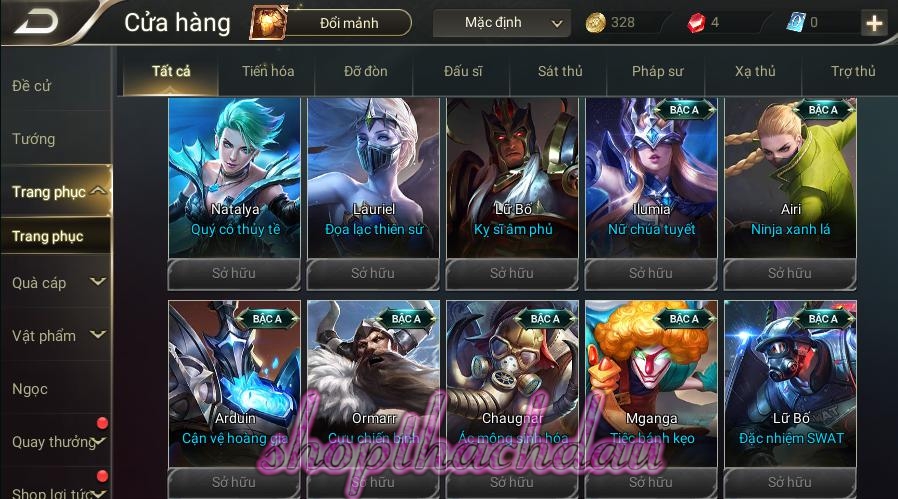 Cửa hàng
Đổi mảnh
Mặc định
328
4
0
Đề cử
Tướng
Trang phục
Trang phục
Quà cáp
Vật phẩm
Ngọc
Quay thưởng
Shop lợi tức
Tất cả
Tiến hóa
Đỡ đòn
Đấu sĩ
Sát thủ
Pháp sư
Xạ thủ
Trợ thủ
Natalya
Quý cô thủy tề
Sở hữu
Lauriel
Đọa lạc thiên sứ
Sở hữu
Lữ Bố
Kỵ sĩ âm phủ
Sở hữu
BẬC A
Ilumia
Nữ chúa tuyết
Sở hữu
BẬC A
Airi
Ninja xanh lá
Sở hữu
BẬC A
Arduin
Cận vệ hoàng gia
Sở hữu
BẬC A
Ormarr
Cựu chiến binh
Sở hữu
BẬC A
Chaugnar
Ác mộng sinh hóa
Sở hữu
BẬC A
Mganga
Tiệc bánh kẹo
Sở hữu
BẬC A
Lữ Bố
Đặc nhiệm SWAT
Sở hữu
SWAT
shopthachdau